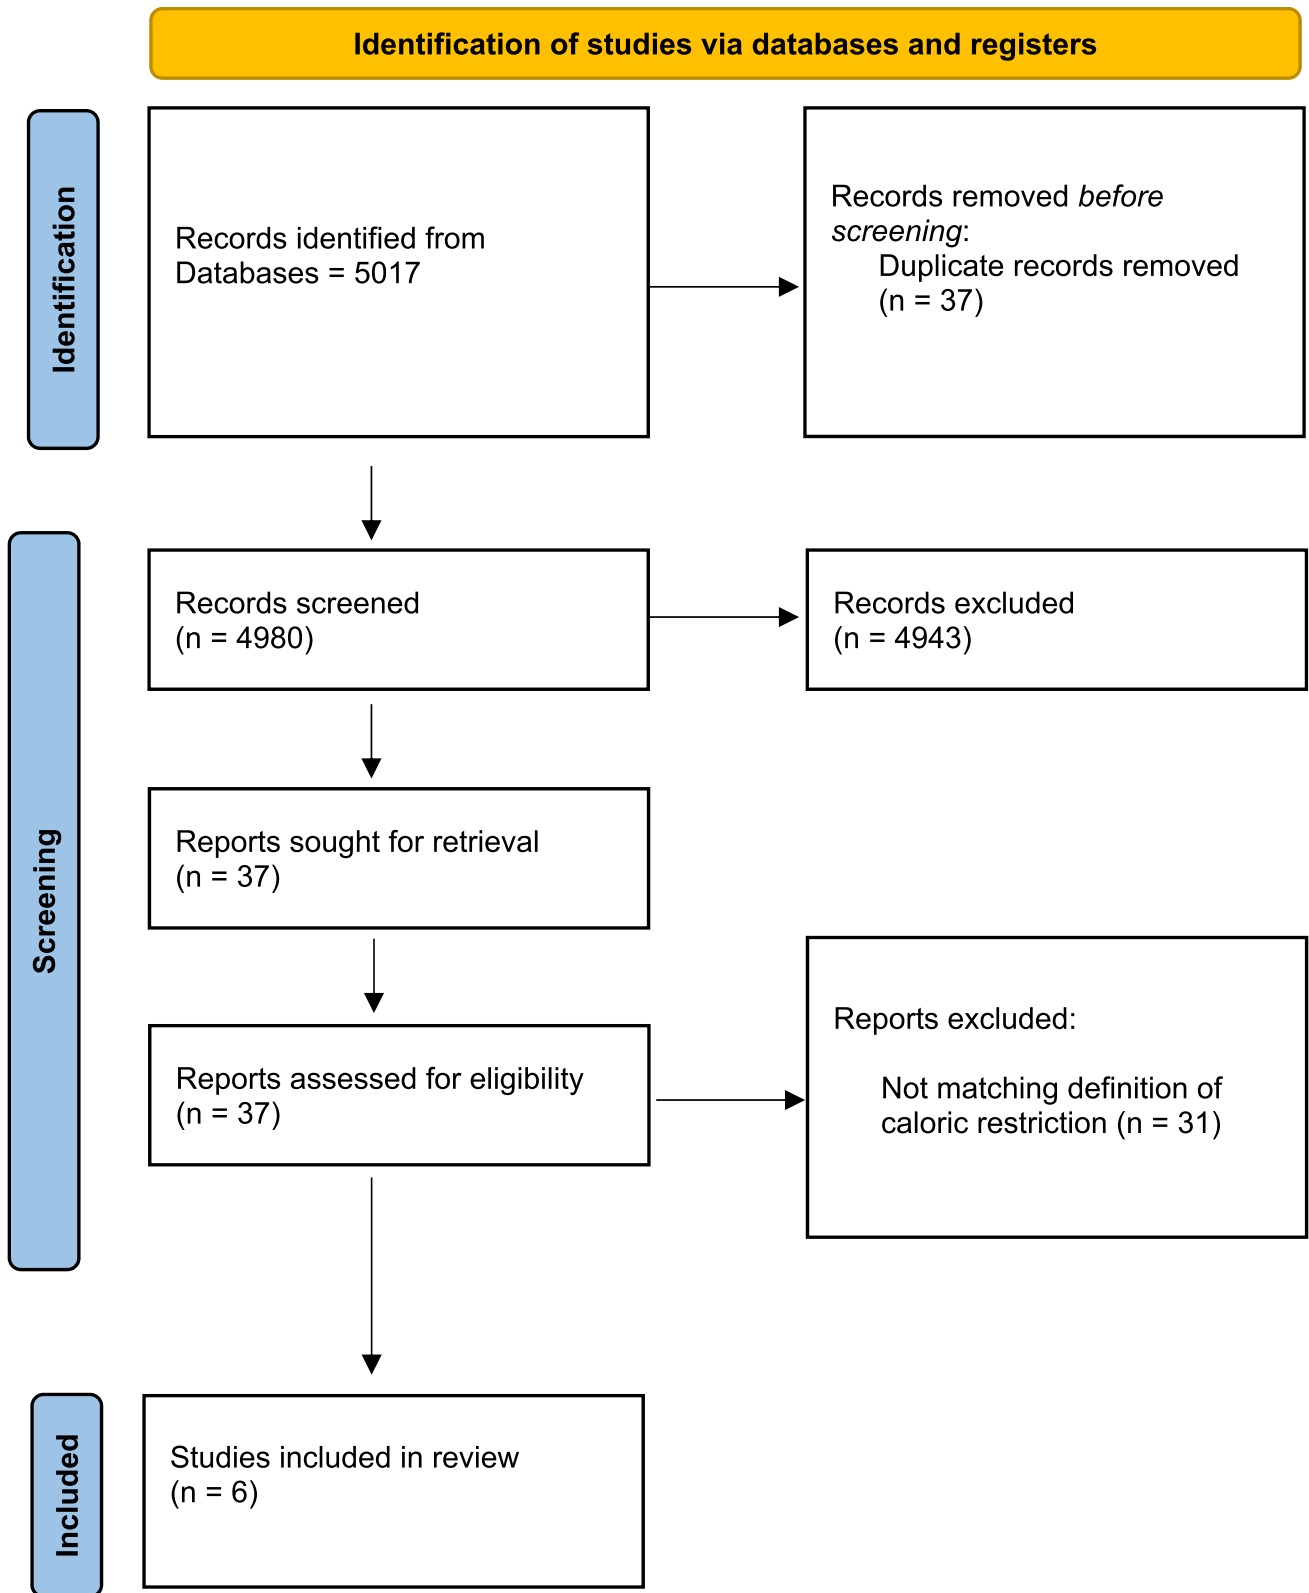 Identification of studies via databases and registers
Identification
Records identified from
Databases = 5017
Records removed before
screening:
Duplicate records removed
(n = 37)
Screening
Records screened
(n = 4980)
Records excluded
(n = 4943)
Reports sought for retrieval
(n = 37)
Reports assessed for eligibility
(n = 37)
Reports excluded:
Not matching definition of
caloric restriction (n = 31)
Included
Studies included in review
(n = 6)